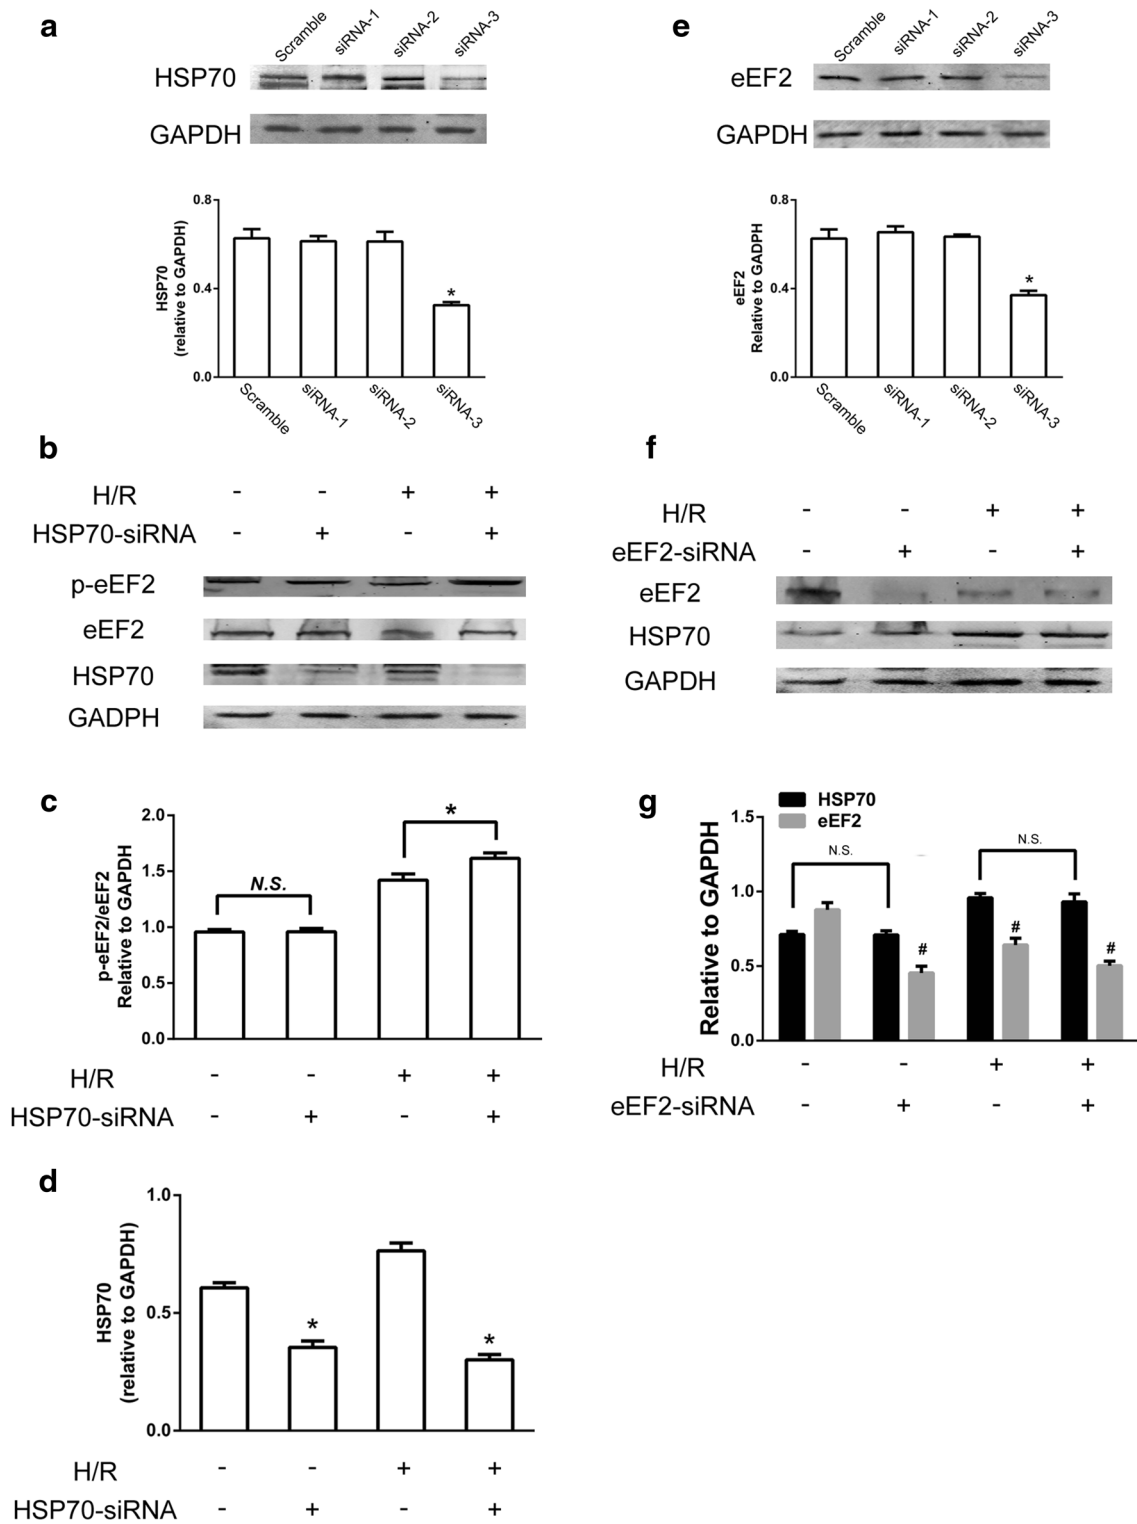 a
Scramble siRNA-1 siRNA-2 siRNA-3
HSP70
GAPDH
0.8
0.4
0.0
HSP70
(relative to GAPDH)
*
Scramble siRNA-1 siRNA-2 siRNA-3
b
H/R - - + +
HSP70-siRNA - + - +
p-eEF2
eEF2
HSP70
GADPH
c
2.0
1.5
1.0
0.5
0.0
p-eEF2/eEF2
Relative to GAPDH
N.S.
*
H/R - - + +
HSP70-siRNA - + - +
d
1.0
0.5
0.0
HSP70
(relative to GAPDH)
* *
H/R - - + +
HSP70-siRNA - + - +
e
Scramble siRNA-1 siRNA-2 siRNA-3
eEF2
GAPDH
0.8
0.4
0.0
eEF2
Relative to GADPH
*
Scramble siRNA-1 siRNA-2 siRNA-3
f
H/R - - + +
eEF2-siRNA - + - +
eEF2
HSP70
GAPDH
g
HSP70
eEF2
1.5
1.0
0.5
0.0
Relative to GAPDH
N.S. N.S.
# # #
H/R - - + +
eEF2-siRNA - + - +